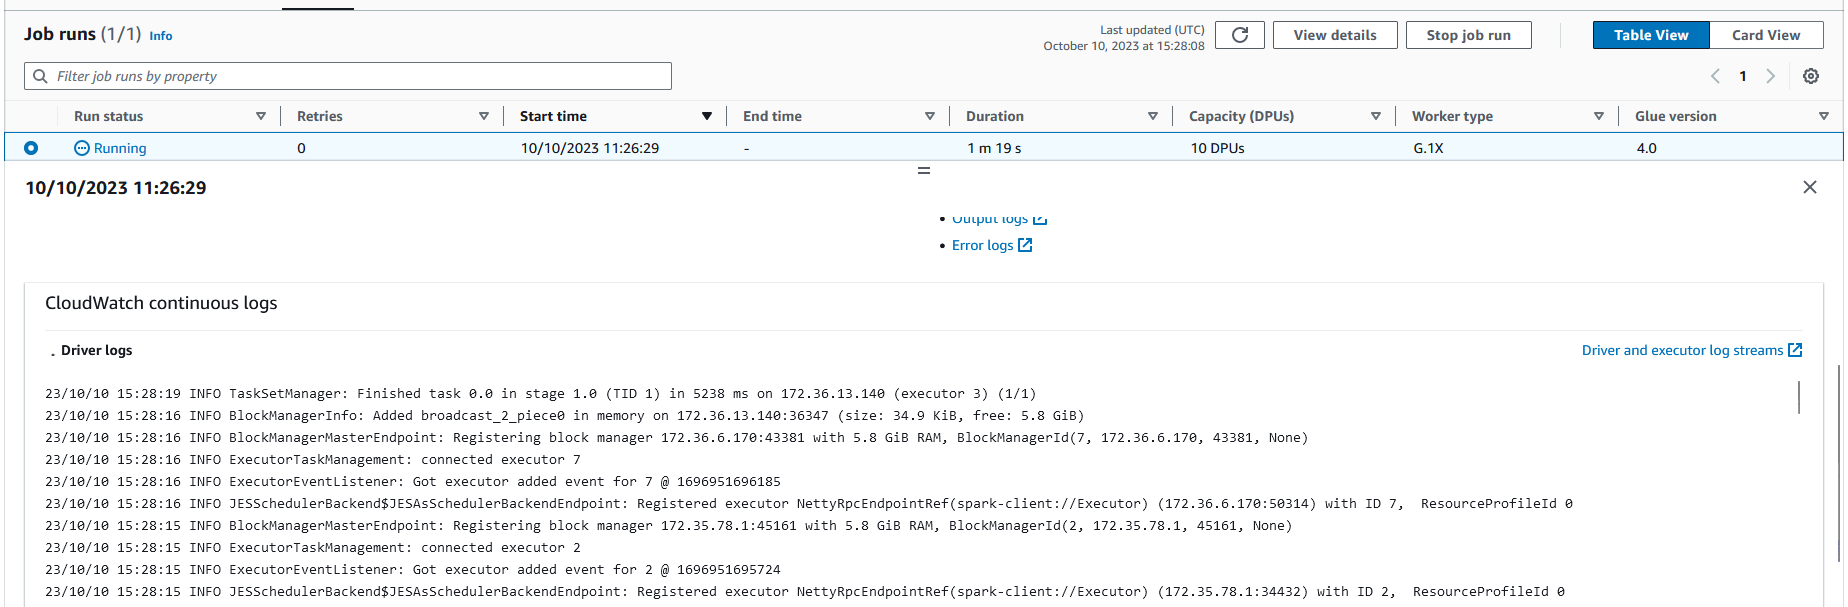 Job runs (1/1) Info
Last updated (UTC)
October 10, 2023 at 15:28:08
View details
Stop job run
Table View
Card View
Filter job runs by property
1
Run status Retries Start time End time Duration Capacity (DPUs) Worker type Glue version
Running 0 10/10/2023 11:26:29 - 1 m 19 s 10 DPUs G.1X 4.0
10/10/2023 11:26:29
• Output logs
• Error logs
CloudWatch continuous logs
. Driver logs
Driver and executor log streams
23/10/10 15:28:19 INFO TaskSetManager: Finished task 0.0 in stage 1.0 (TID 1) in 5238 ms on 172.36.13.140 (executor 3) (1/1)
23/10/10 15:28:16 INFO BlockManagerInfo: Added broadcast_2_piece0 in memory on 172.36.13.140:36347 (size: 34.9 KiB, free: 5.8 GiB)
23/10/10 15:28:16 INFO BlockManagerMasterEndpoint: Registering block manager 172.36.6.170:43381 with 5.8 GiB RAM, BlockManagerId(7, 172.36.6.170, 43381, None)
23/10/10 15:28:16 INFO ExecutorTaskManagement: connected executor 7
23/10/10 15:28:16 INFO ExecutorEventListener: Got executor added event for 7 @ 1696951696185
23/10/10 15:28:16 INFO JESSchedulerBackend$JESAsSchedulerBackendEndpoint: Registered executor NettyRpcEndpointRef(spark-client://Executor) (172.36.6.170:50314) with ID 7,  ResourceProfileId 0
23/10/10 15:28:15 INFO BlockManagerMasterEndpoint: Registering block manager 172.35.78.1:45161 with 5.8 GiB RAM, BlockManagerId(2, 172.35.78.1, 45161, None)
23/10/10 15:28:15 INFO ExecutorTaskManagement: connected executor 2
23/10/10 15:28:15 INFO ExecutorEventListener: Got executor added event for 2 @ 1696951695724
23/10/10 15:28:15 INFO JESSchedulerBackend$JESAsSchedulerBackendEndpoint: Registered executor NettyRpcEndpointRef(spark-client://Executor) (172.35.78.1:34432) with ID 2,  ResourceProfileId 0